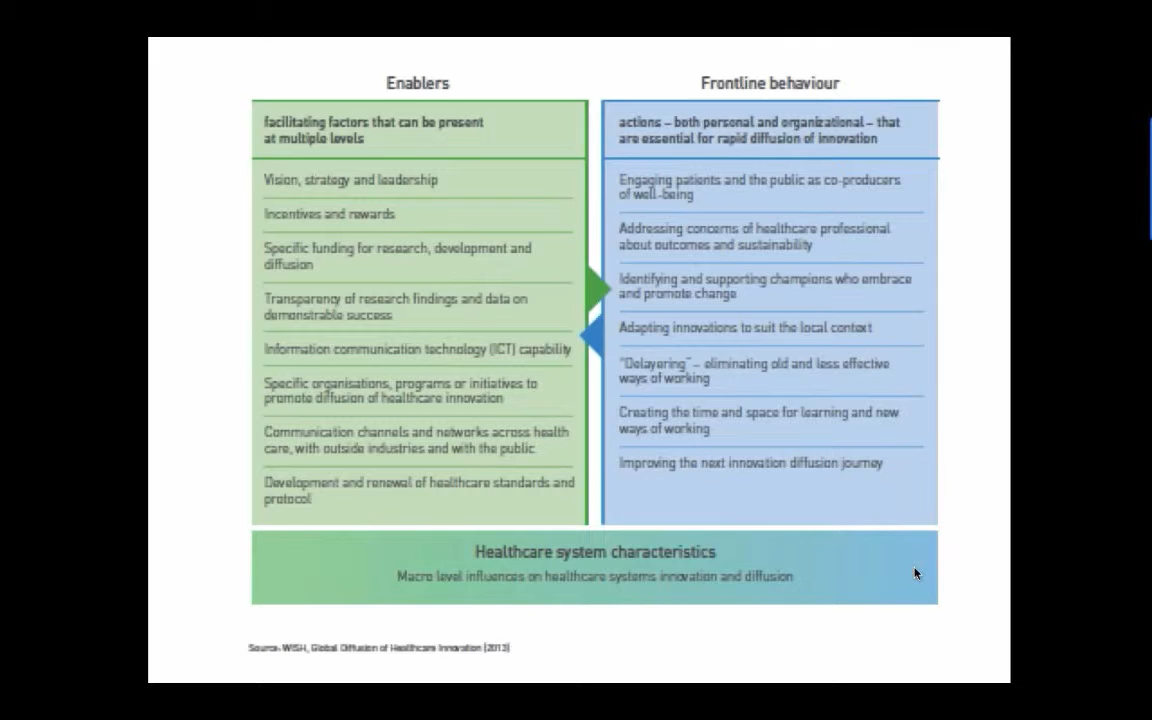 Enablers
facilitating factors that can be present
at multiple levels
Vision, strategy and leadership
Incentives and rewards
Specific funding for research, development and
diffusion
Transparency of research findings and data on
demonstrable success
Information communication technology (ICT) capability
Specific organisations, programs or initiatives to
promote diffusion of healthcare innovation
Communication channels and networks across health
care, with outside industries and with the public
Development and renewal of healthcare standards and
protocol
Frontline behaviour
actions – both personal and organizational – that
are essential for rapid diffusion of innovation
Engaging patients and the public as co-producers
of well-being
Addressing concerns of healthcare professional
about outcomes and sustainability
Identifying and supporting champions who embrace
and promote change
Adapting innovations to suit the local context
"Delayering" – eliminating old and less effective
ways of working
Creating the time and space for learning and new
ways of working
Improving the next innovation diffusion journey
Healthcare system characteristics
Macro level influences on healthcare systems innovation and diffusion
Source: WISH, Global Diffusion of Healthcare Innovation (2013)